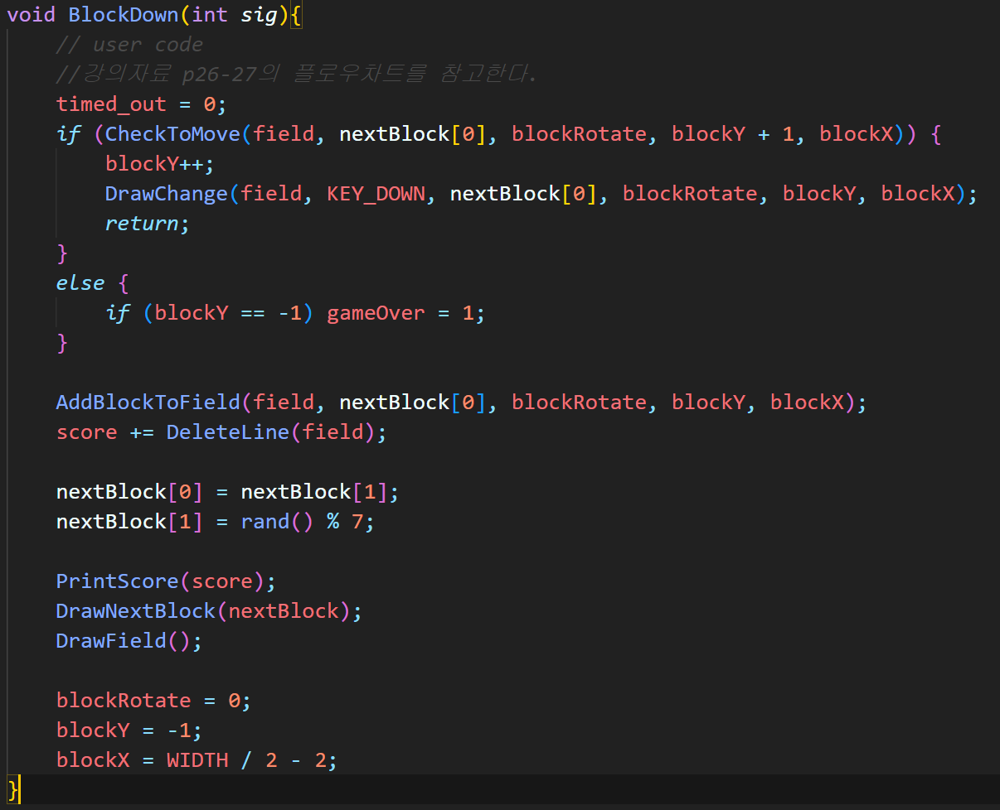 void BlockDown(int sig){
    // user code
    //강의자료 p26-27의 플로우차트를 참고한다.
    timed_out = 0;
    if (CheckToMove(field, nextBlock[0], blockRotate, blockY + 1, blockX)) {
        blockY++;
        DrawChange(field, KEY_DOWN, nextBlock[0], blockRotate, blockY, blockX);
        return;
    }
    else {
        if (blockY == -1) gameOver = 1;
    }

    AddBlockToField(field, nextBlock[0], blockRotate, blockY, blockX);
    score += DeleteLine(field);

    nextBlock[0] = nextBlock[1];
    nextBlock[1] = rand() % 7;

    PrintScore(score);
    DrawNextBlock(nextBlock);
    DrawField();

    blockRotate = 0;
    blockY = -1;
    blockX = WIDTH / 2 - 2;
}